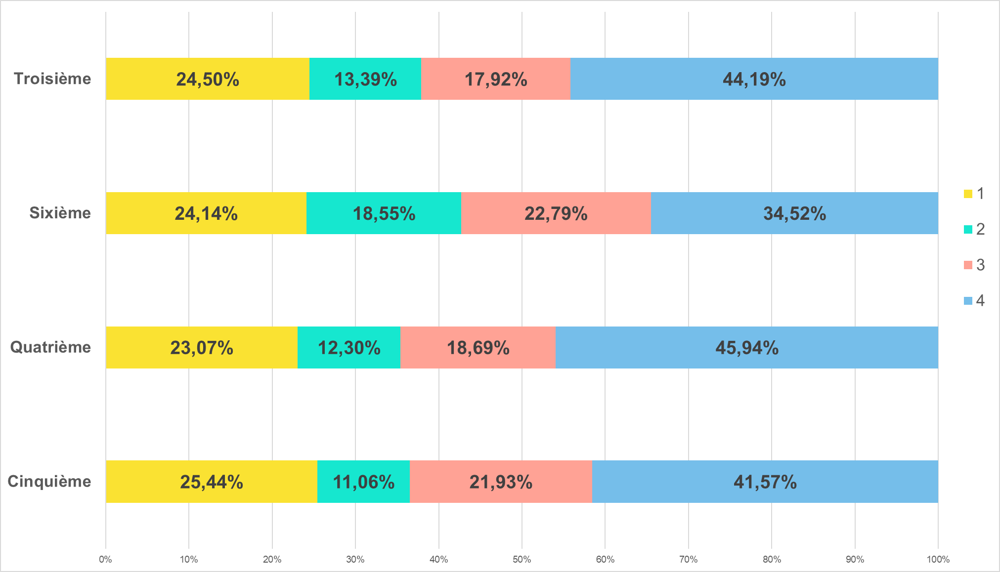 Troisième 24,50% 13,39% 17,92% 44,19%
Sixième 24,14% 18,55% 22,79% 34,52%
Quatrième 23,07% 12,30% 18,69% 45,94%
Cinquième 25,44% 11,06% 21,93% 41,57%
0% 10% 20% 30% 40% 50% 60% 70% 80% 90% 100%
1
2
3
4